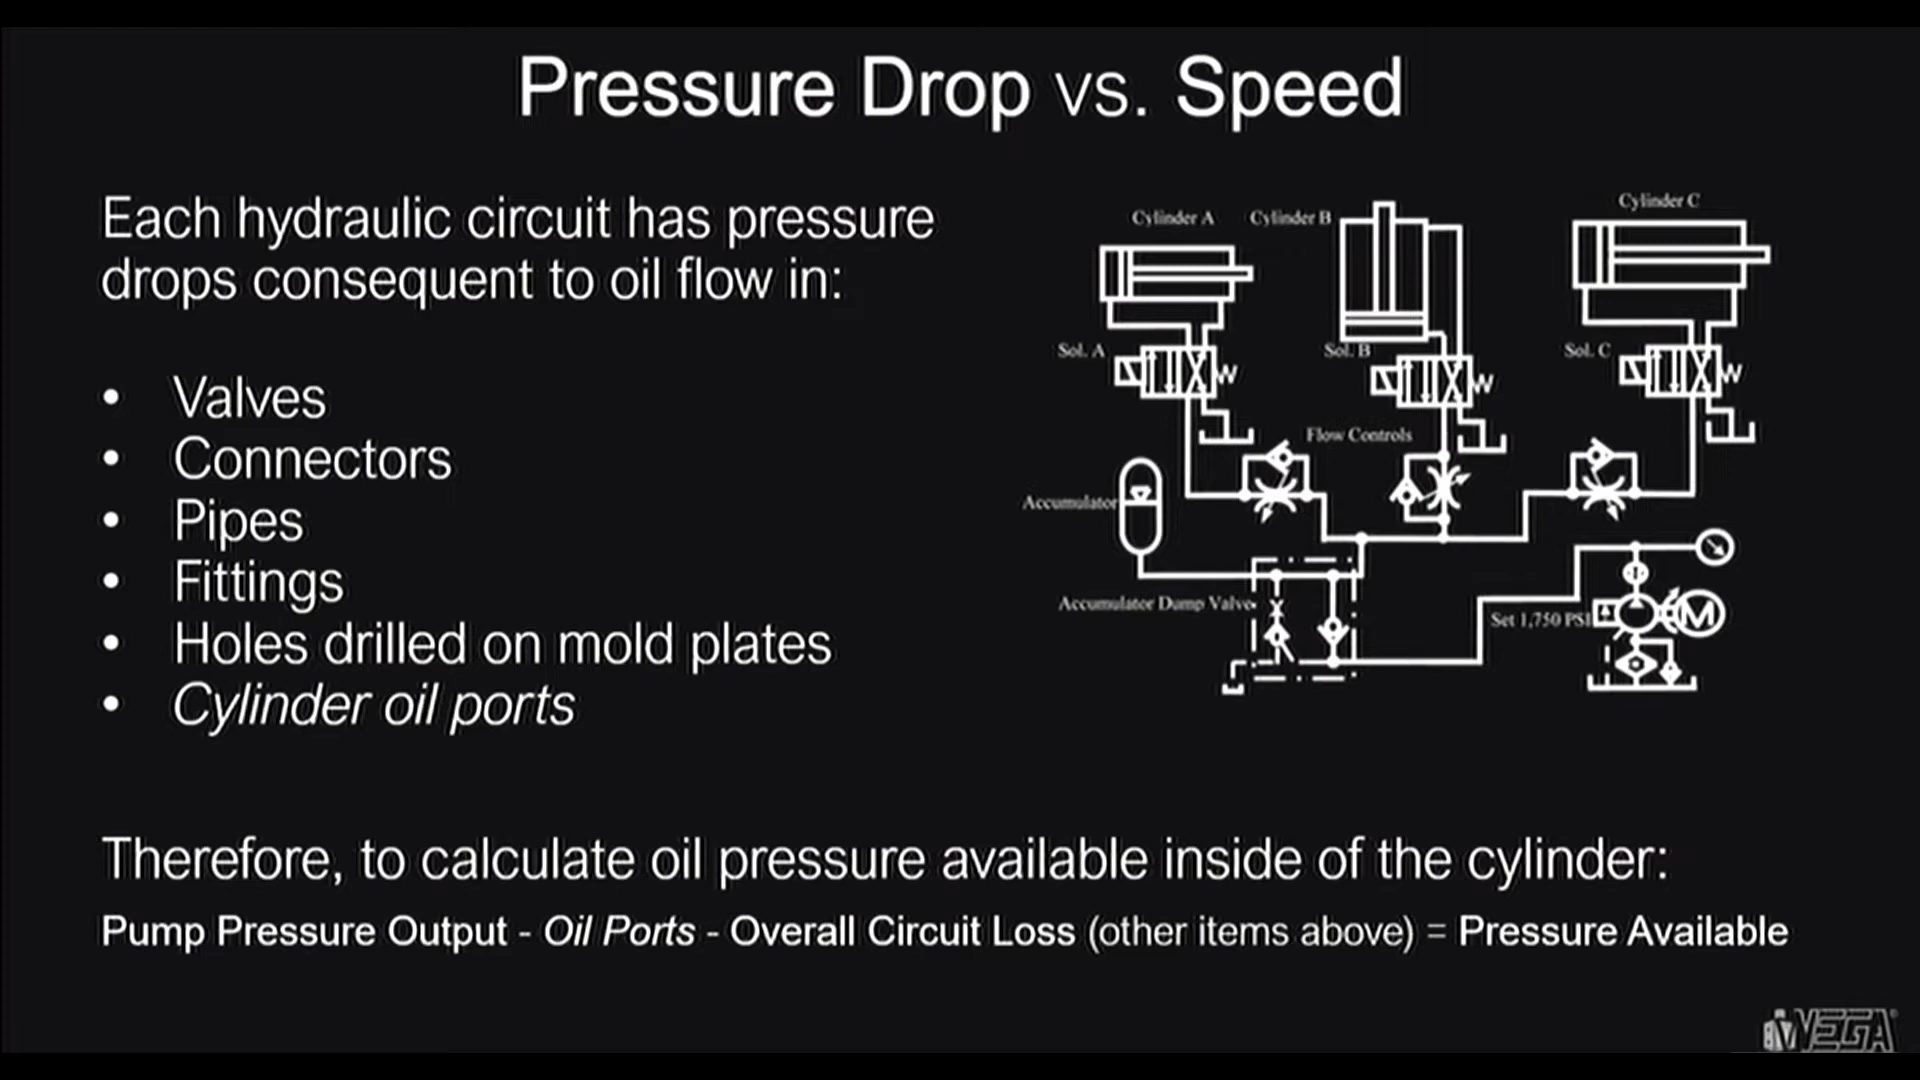 Pressure Drop vs. Speed
Each hydraulic circuit has pressure
drops consequent to oil flow in:
• Valves
• Connectors
• Pipes
• Fittings
• Holes drilled on mold plates
• Cylinder oil ports
Cylinder A
Cylinder B
Cylinder C
Sol. A
Sol. B
Sol. C
Flow Controls
Accumulator
Accumulator Dump Valve
Set 1,750 PSI
M
Therefore, to calculate oil pressure available inside of the cylinder:
Pump Pressure Output - Oil Ports - Overall Circuit Loss (other items above) = Pressure Available
VEGA